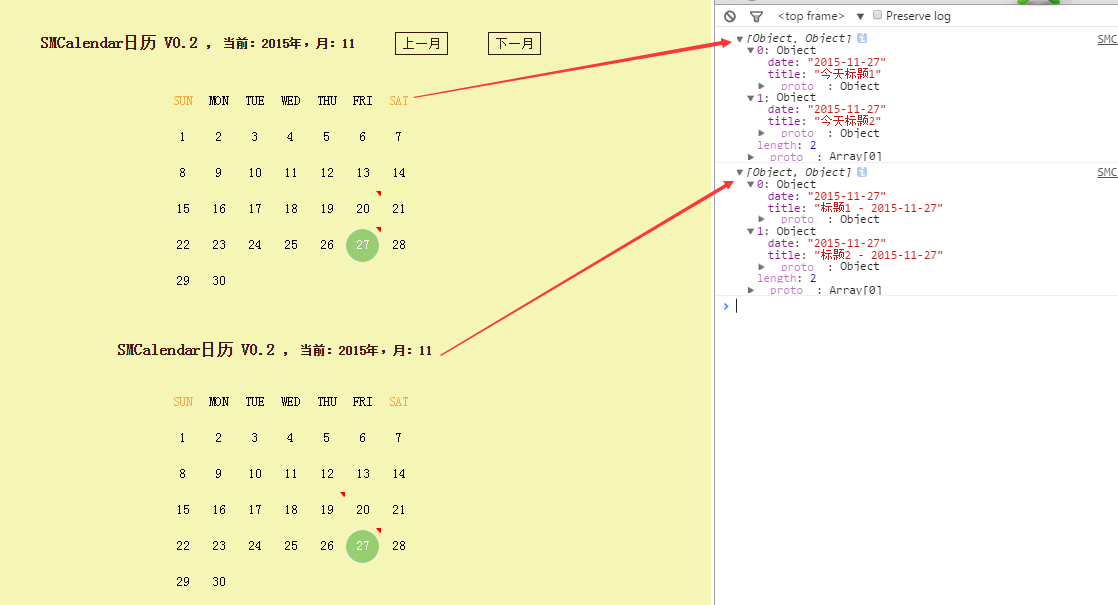 SMCalendar日历 V0.2 ，当前：2015年，月：11 上一月 下一月
SUN MON TUE WED THU FRI SAT
1 2 3 4 5 6 7
8 9 10 11 12 13 14
15 16 17 18 19 20 21
22 23 24 25 26 27 28
29 30
SMCalendar日历 V0.2 ，当前：2015年，月：11
SUN MON TUE WED THU FRI SAT
1 2 3 4 5 6 7
8 9 10 11 12 13 14
15 16 17 18 19 20 21
22 23 24 25 26 27 28
29 30
<top frame> ▼ Preserve log
▼[Object, Object] i SMC
▼0: Object
date: "2015-11-27"
title: "今天标题1"
▶ __proto__: Object
▼1: Object
date: "2015-11-27"
title: "今天标题2"
▶ __proto__: Object
length: 2
▶ __proto__: Array[0]
▼[Object, Object] i SMC
▼0: Object
date: "2015-11-27"
title: "标题1 - 2015-11-27"
▶ __proto__: Object
▼1: Object
date: "2015-11-27"
title: "标题2 - 2015-11-27"
▶ __proto__: Object
length: 2
▶ __proto__: Array[0]
>